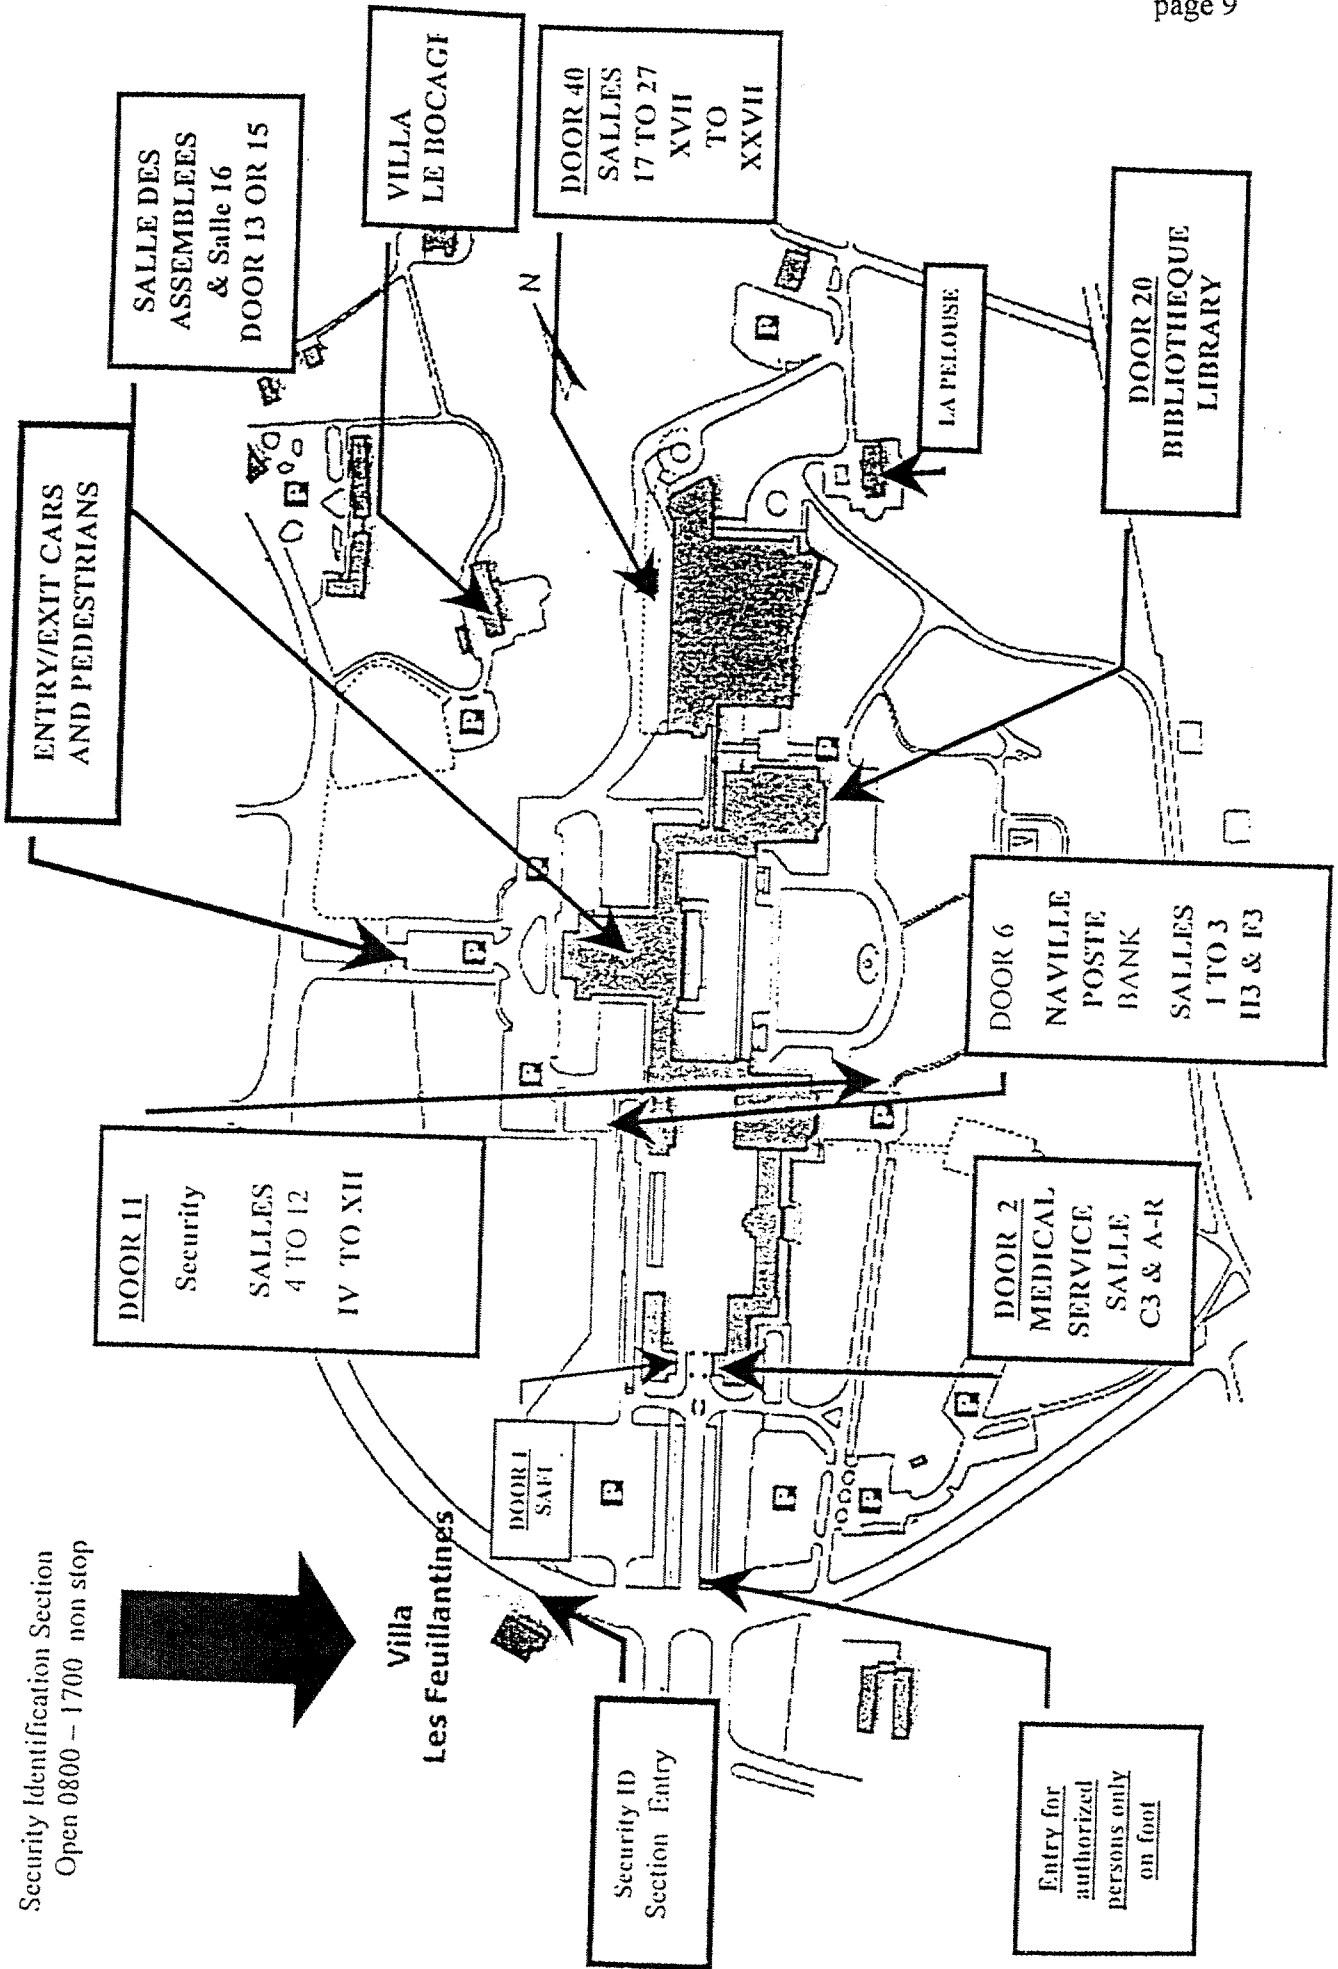 page 9
Security Identification Section
Open 0800 – 1700 non stop
Villa
Les Feuillantines
ENTRY/EXIT CARS
AND PEDESTRIANS
SALLE DES
ASSEMBLEES
& Salle 16
DOOR 13 OR 15
VILLA
LE BOCAGE
DOOR 40
SALLES
17 TO 27
XVII
TO
XXVII
N
LA PELOUSE
DOOR 20
BIBLIOTHEQUE
LIBRARY
DOOR 11
Security
SALLES
4 TO 12
IV TO XII
DOOR 6
NAVILLE
POSTE
BANK
SALLES
1 TO 3
H3 & F3
DOOR 1
SAFI
DOOR 2
MEDICAL
SERVICE
SALLE
C3 & A-R
Security ID
Section Entry
Entry for
authorized
persons only
on foot
P
P
P
P
P
P
P
P
P
P
P
P